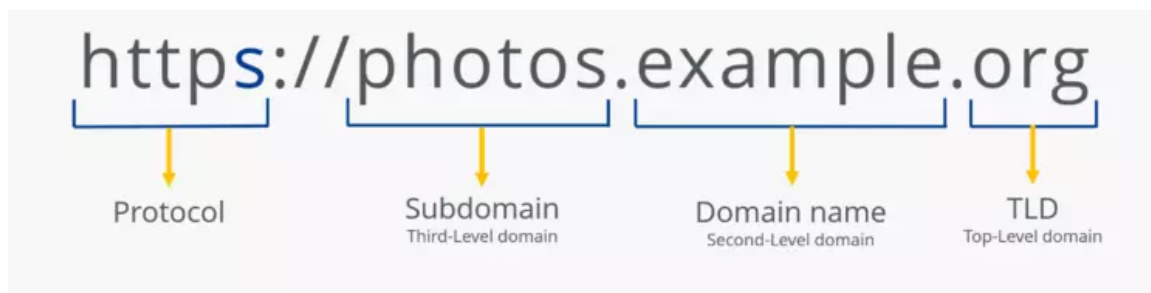 https://photos.example.org
Protocol
Subdomain
Third-Level domain
Domain name
Second-Level domain
TLD
Top-Level domain